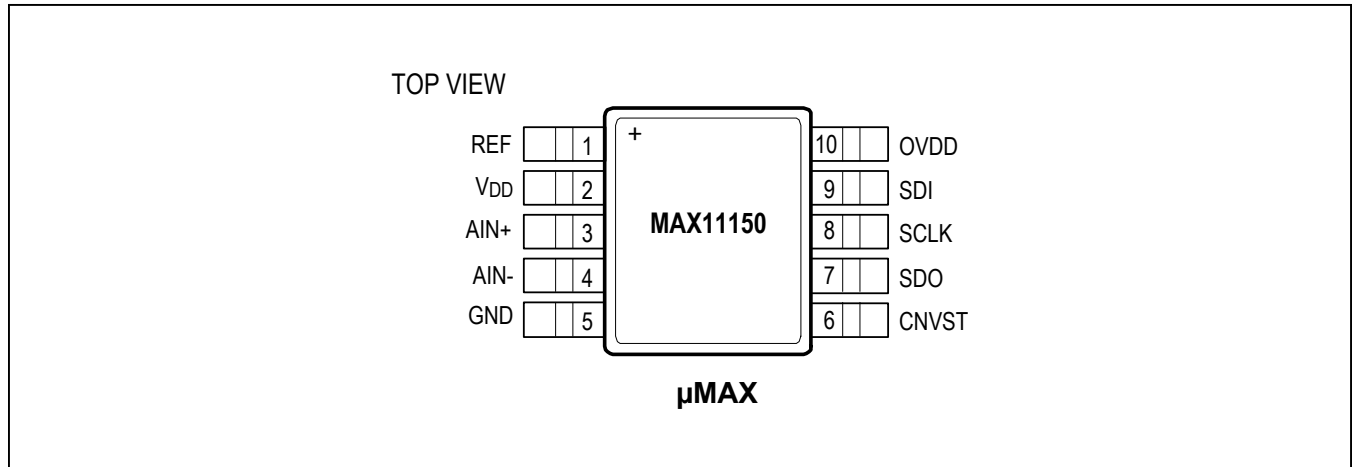 TOP VIEW
REF 1 + 10 OVDD
VDD 2 9 SDI
AIN+ 3 MAX11150 8 SCLK
AIN- 4 7 SDO
GND 5 6 CNVST
µMAX